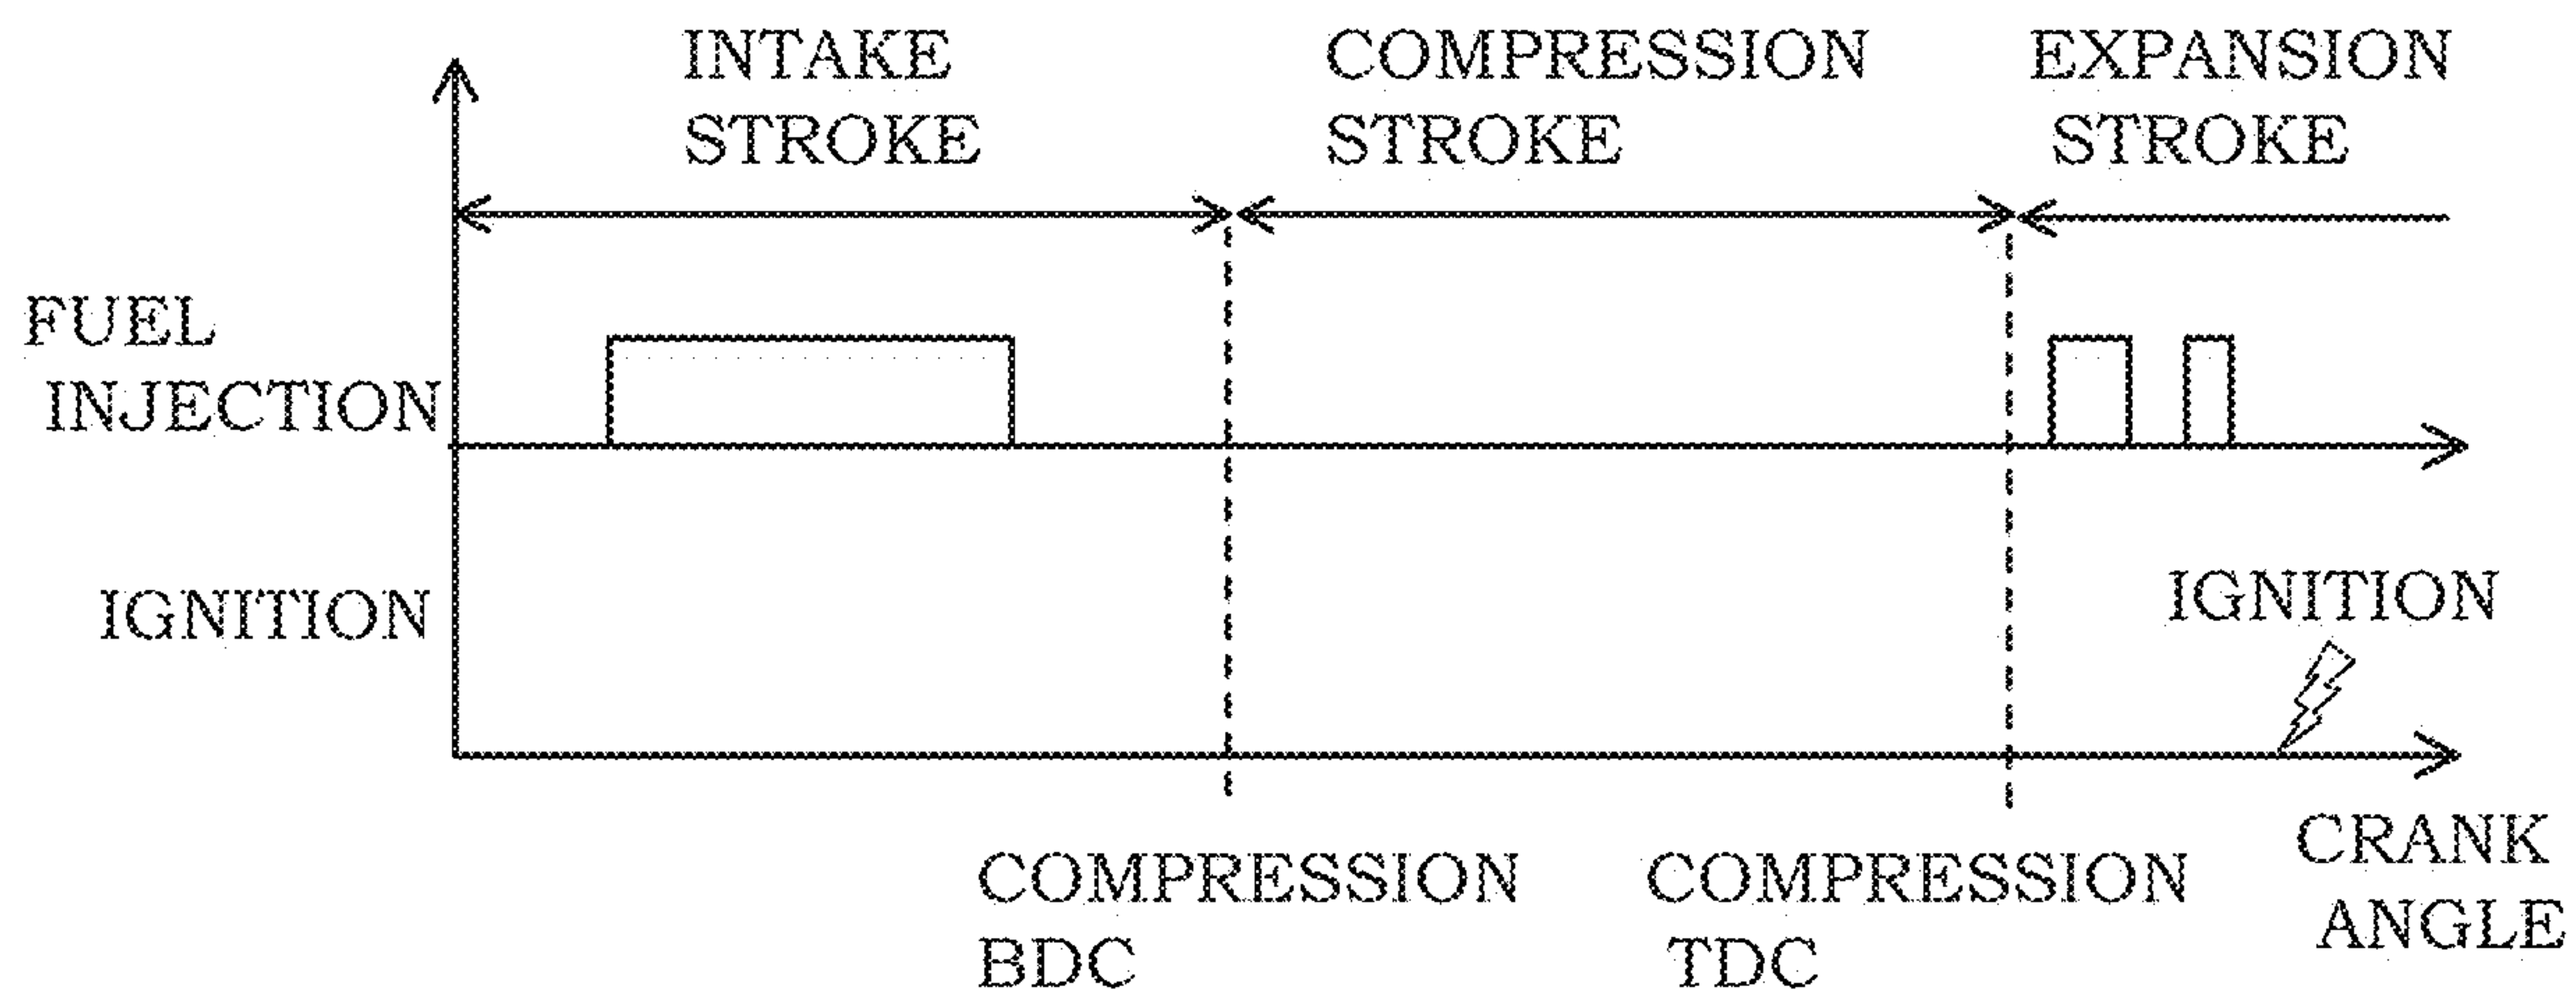 INTAKE
STROKE
COMPRESSION
STROKE
EXPANSION
STROKE
FUEL
INJECTION
IGNITION
IGNITION
COMPRESSION
BDC
COMPRESSION
TDC
CRANK
ANGLE